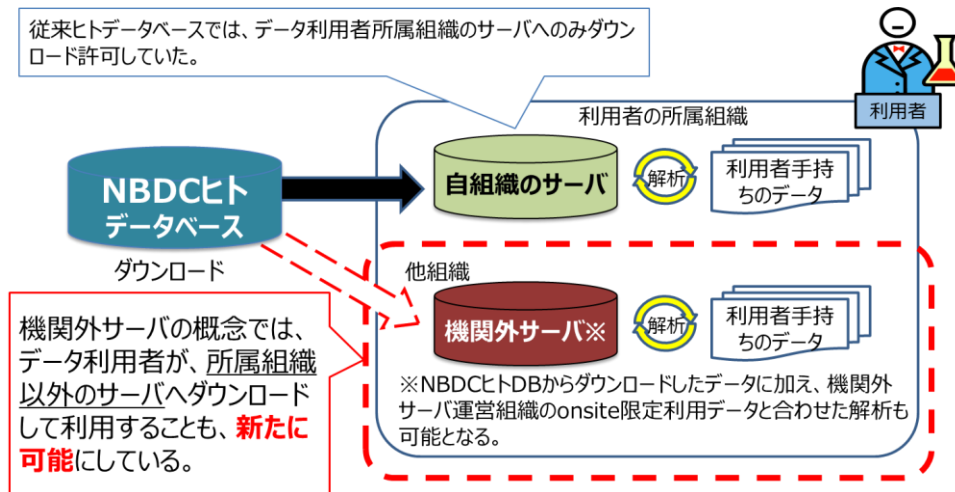 従来ヒトデータベースでは、データ利用者所属組織のサーバへのみダウン
ロード許可していた。
利用者
利用者の所属組織
NBDCヒト
データベース
ダウンロード
自組織のサーバ
解析
利用者手持
ちのデータ
他組織
機関外サーバ※
解析
利用者手持
ちのデータ
※NBDCヒトDBからダウンロードしたデータに加え、機関外
サーバ運営組織のonsite限定利用データと合わせた解析も
可能となる。
機関外サーバの概念では、
データ利用者が、所属組織
以外のサーバへダウンロード
して利用することも、新たに
可能にしている。